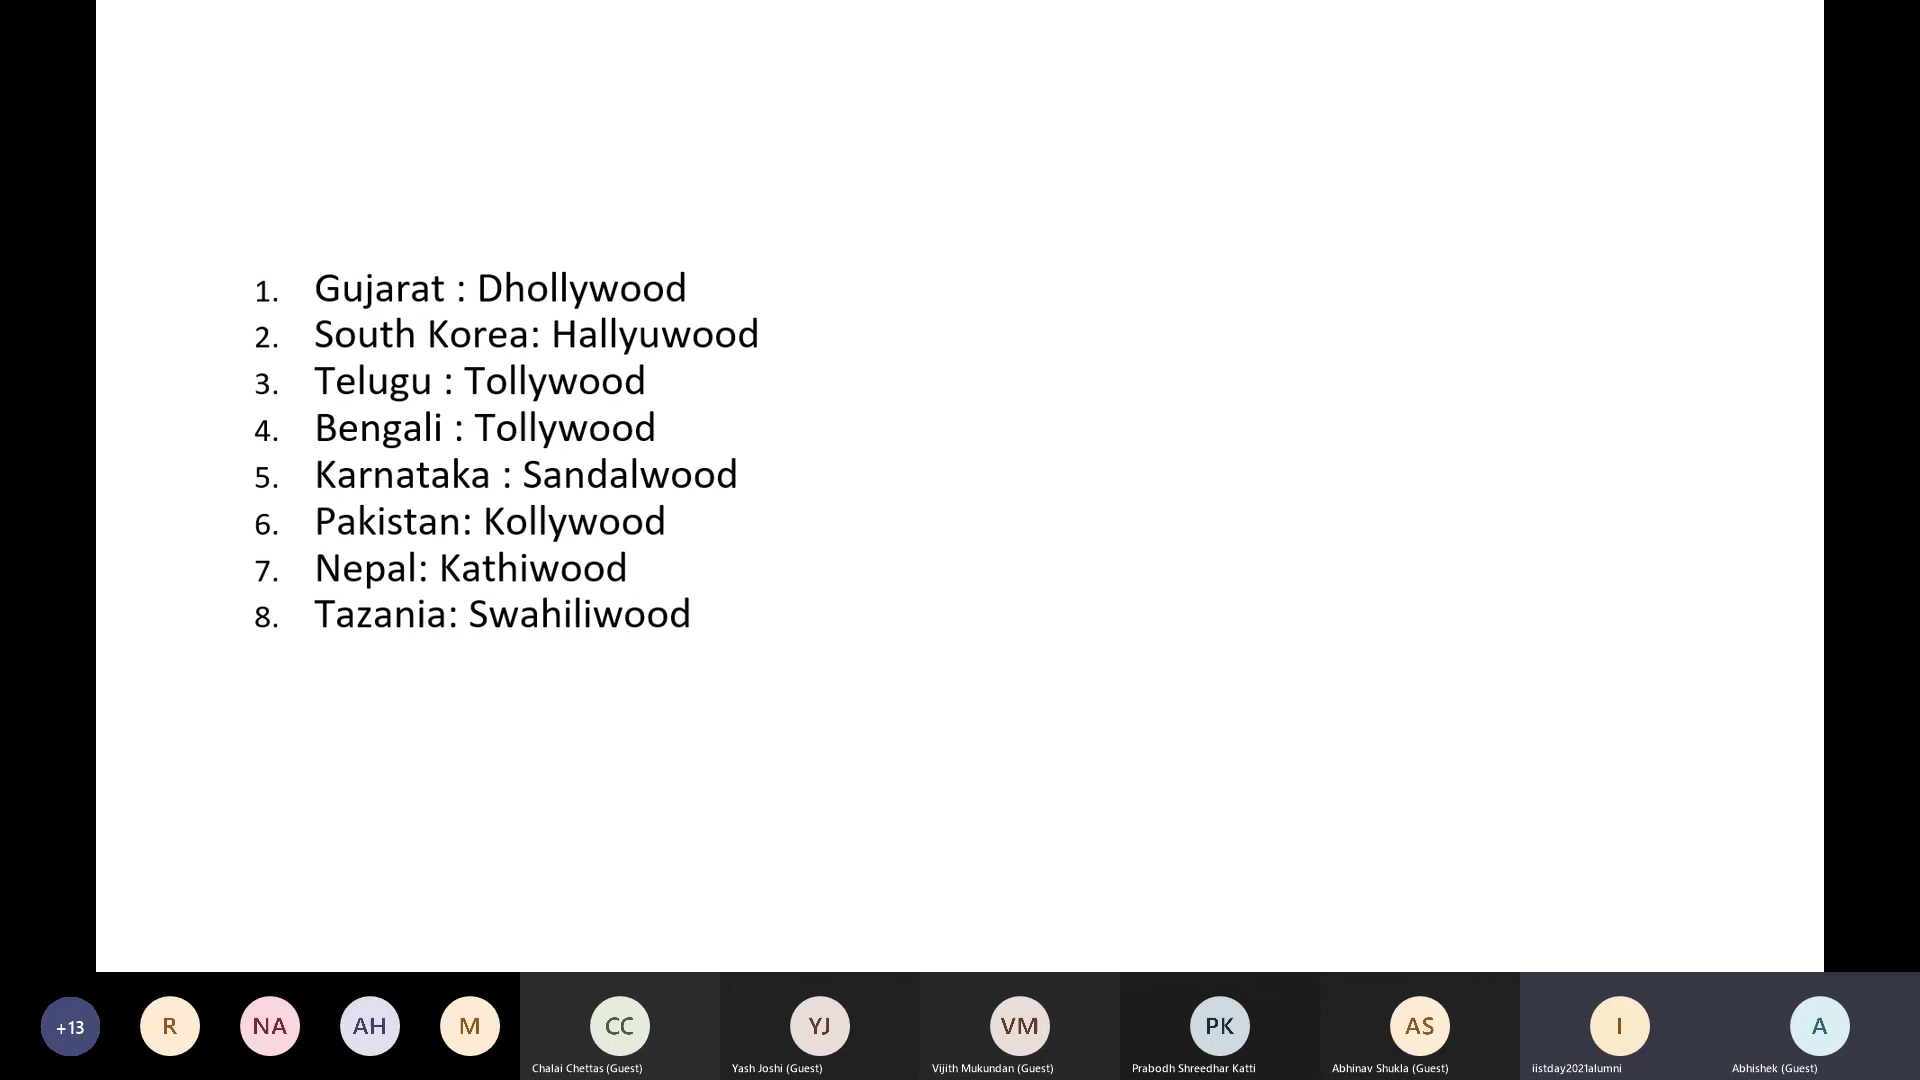 1. Gujarat : Dhollywood
2. South Korea: Hallyuwood
3. Telugu : Tollywood
4. Bengali : Tollywood
5. Karnataka : Sandalwood
6. Pakistan: Kollywood
7. Nepal: Kathiwood
8. Tazania: Swahiliwood
+13 R NA AH M CC YJ VM PK AS I A
Chalai Chettas (Guest) Yash Joshi (Guest) Vijith Mukundan (Guest) Prabodh Shreedhar Katti Abhinav Shukla (Guest) iistday2021alumni Abhishek (Guest)